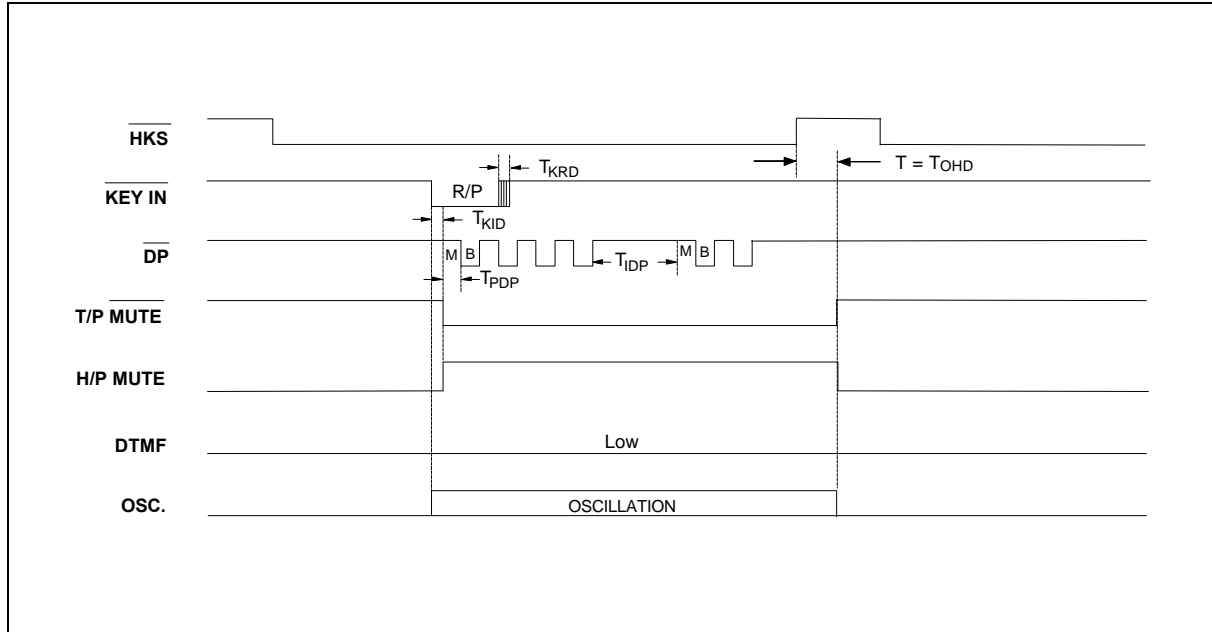 HKS
T = TOHD
TKRD
KEY IN
R/P
TKID
DP
M B
TIDP
M B
TPDP
T/P MUTE
H/P MUTE
DTMF
Low
OSC.
OSCILLATION